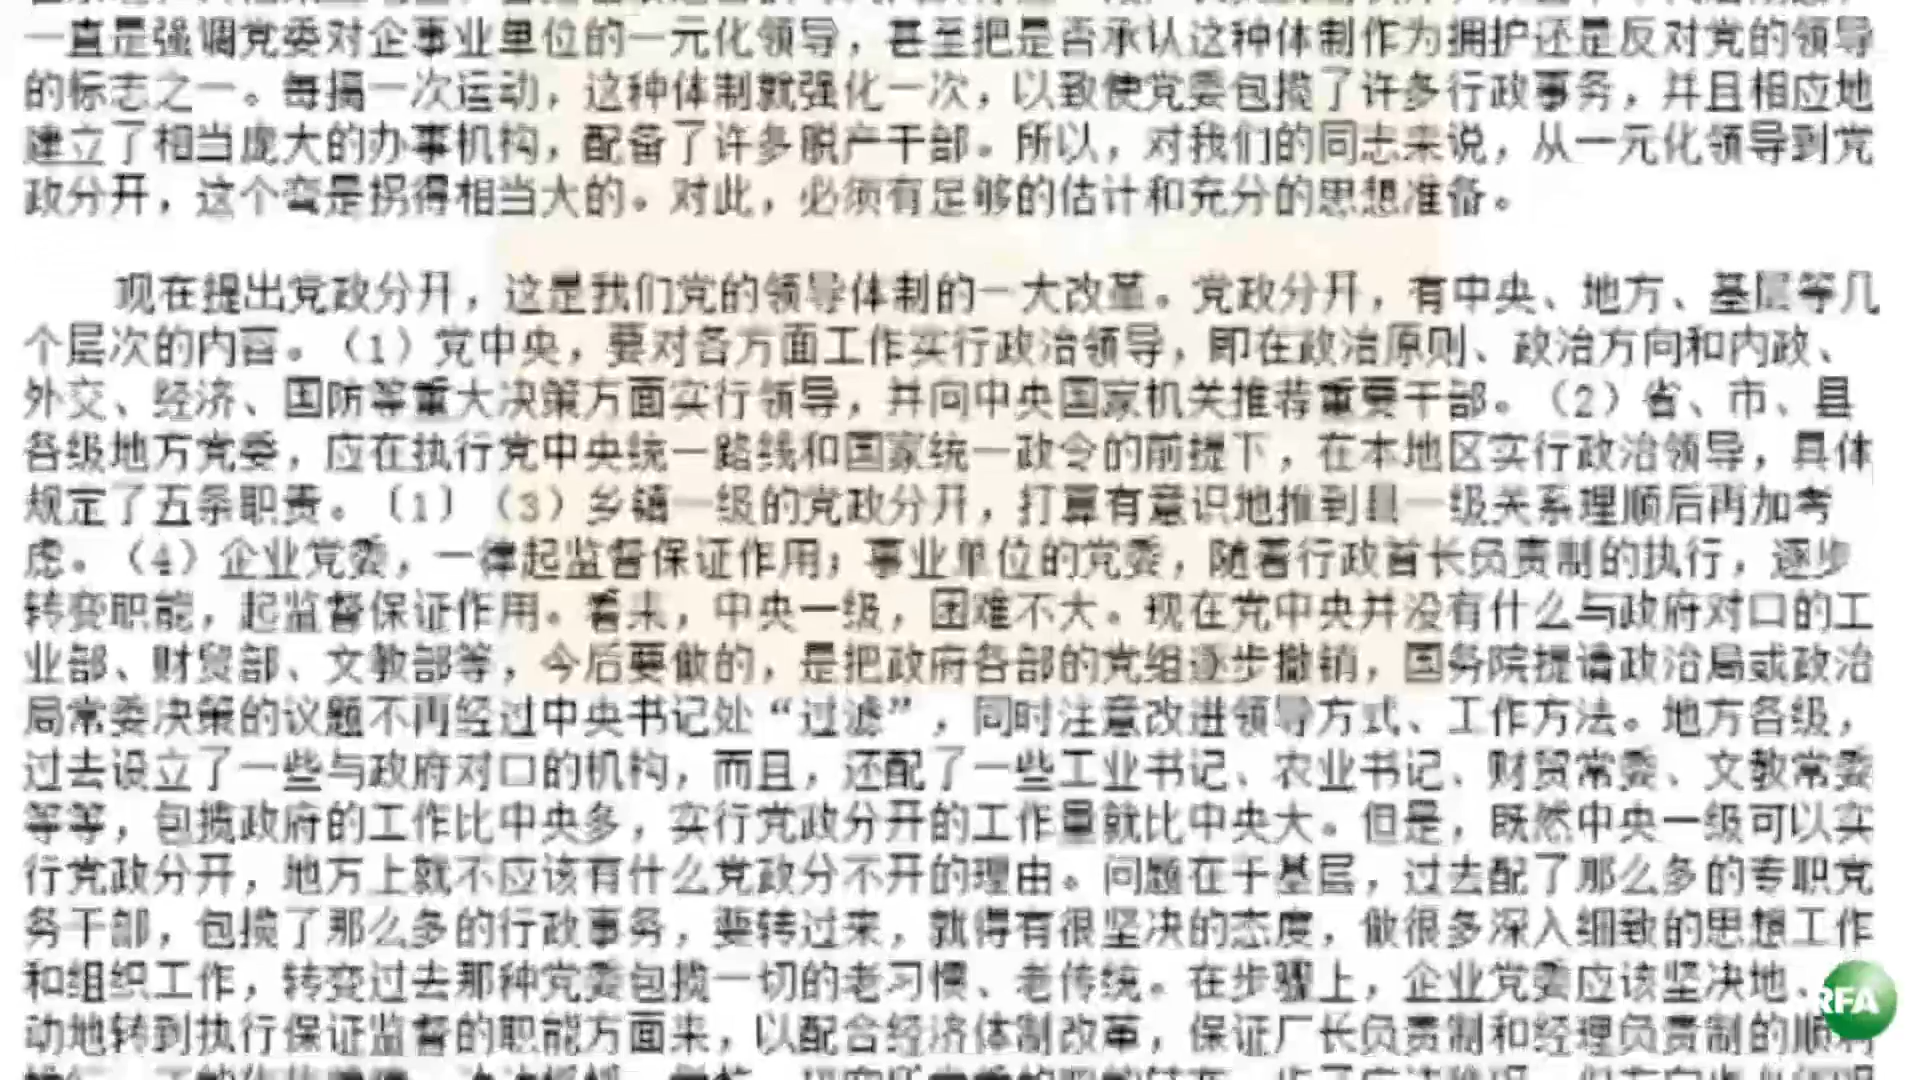 一直是强调党委对企事业单位的一元化领导，甚至把是否承认这种体制作为拥护还是反对党的领导
的标志之一。每搞一次运动，这种体制就强化一次，以致使党委包揽了许多行政事务，并且相应地
建立了相当庞大的办事机构，配备了许多脱产干部。所以，对我们的同志来说，从一元化领导到党
政分开，这个弯是拐得相当大的。对此，必须有足够的估计和充分的思想准备。
现在提出党政分开，这是我们党的领导体制的一大改革。党政分开，有中央、地方、基层等几
个层次的内容。（1）党中央，要对各方面工作实行政治领导，即在政治原则、政治方向和内政、
外交、经济、国防等重大决策方面实行领导，并向中央国家机关推荐重要干部。（2）省、市、县
各级地方党委，应在执行党中央统一路线和国家统一政令的前提下，在本地区实行政治领导，具体
规定了五条职责。（1）（3）乡镇一级的党政分开，打算有意识地推到县一级关系理顺后再加考
虑。（4）企业党委，一律起监督保证作用；事业单位的党委，随着行政首长负责制的执行，逐步
转变职能，起监督保证作用。看来，中央一级，困难不大。现在党中央并没有什么与政府对口的工
业部、财贸部、文教部等，今后要做的，是把政府各部的党组逐步撤销，国务院提请政治局或政治
局常委决策的议题不再经过中央书记处“过滤”，同时注意改进领导方式、工作方法。地方各级，
过去设立了一些与政府对口的机构，而且，还配了一些工业书记、农业书记、财贸常委、文教常委
等等，包揽政府的工作比中央多，实行党政分开的工作量就比中央大。但是，既然中央一级可以实
行党政分开，地方上就不应该有什么党政分不开的理由。问题在于基层，过去配了那么多的专职党
务干部，包揽了那么多的行政事务，要转过来，就得有很坚决的态度，做很多深入细致的思想工作
和组织工作，转变过去那种党委包揽一切的老习惯、老传统。在步骤上，企业党委应该坚决地、
动地转到执行保证监督的职能方面来，以配合经济体制改革，保证厂长负责制和经理负责制的顺利
RFA